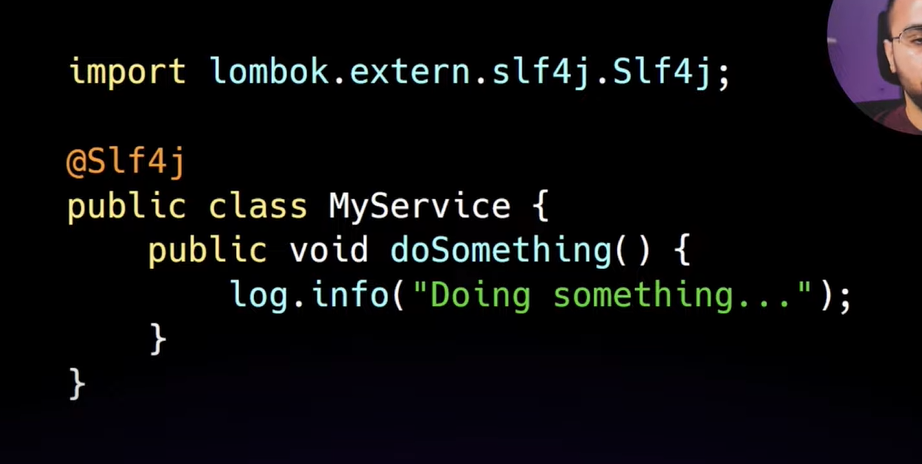 import lombok.extern.slf4j.Slf4j;
@Slf4j
public class MyService {
public void doSomething() {
log.info("Doing something...");
}
}